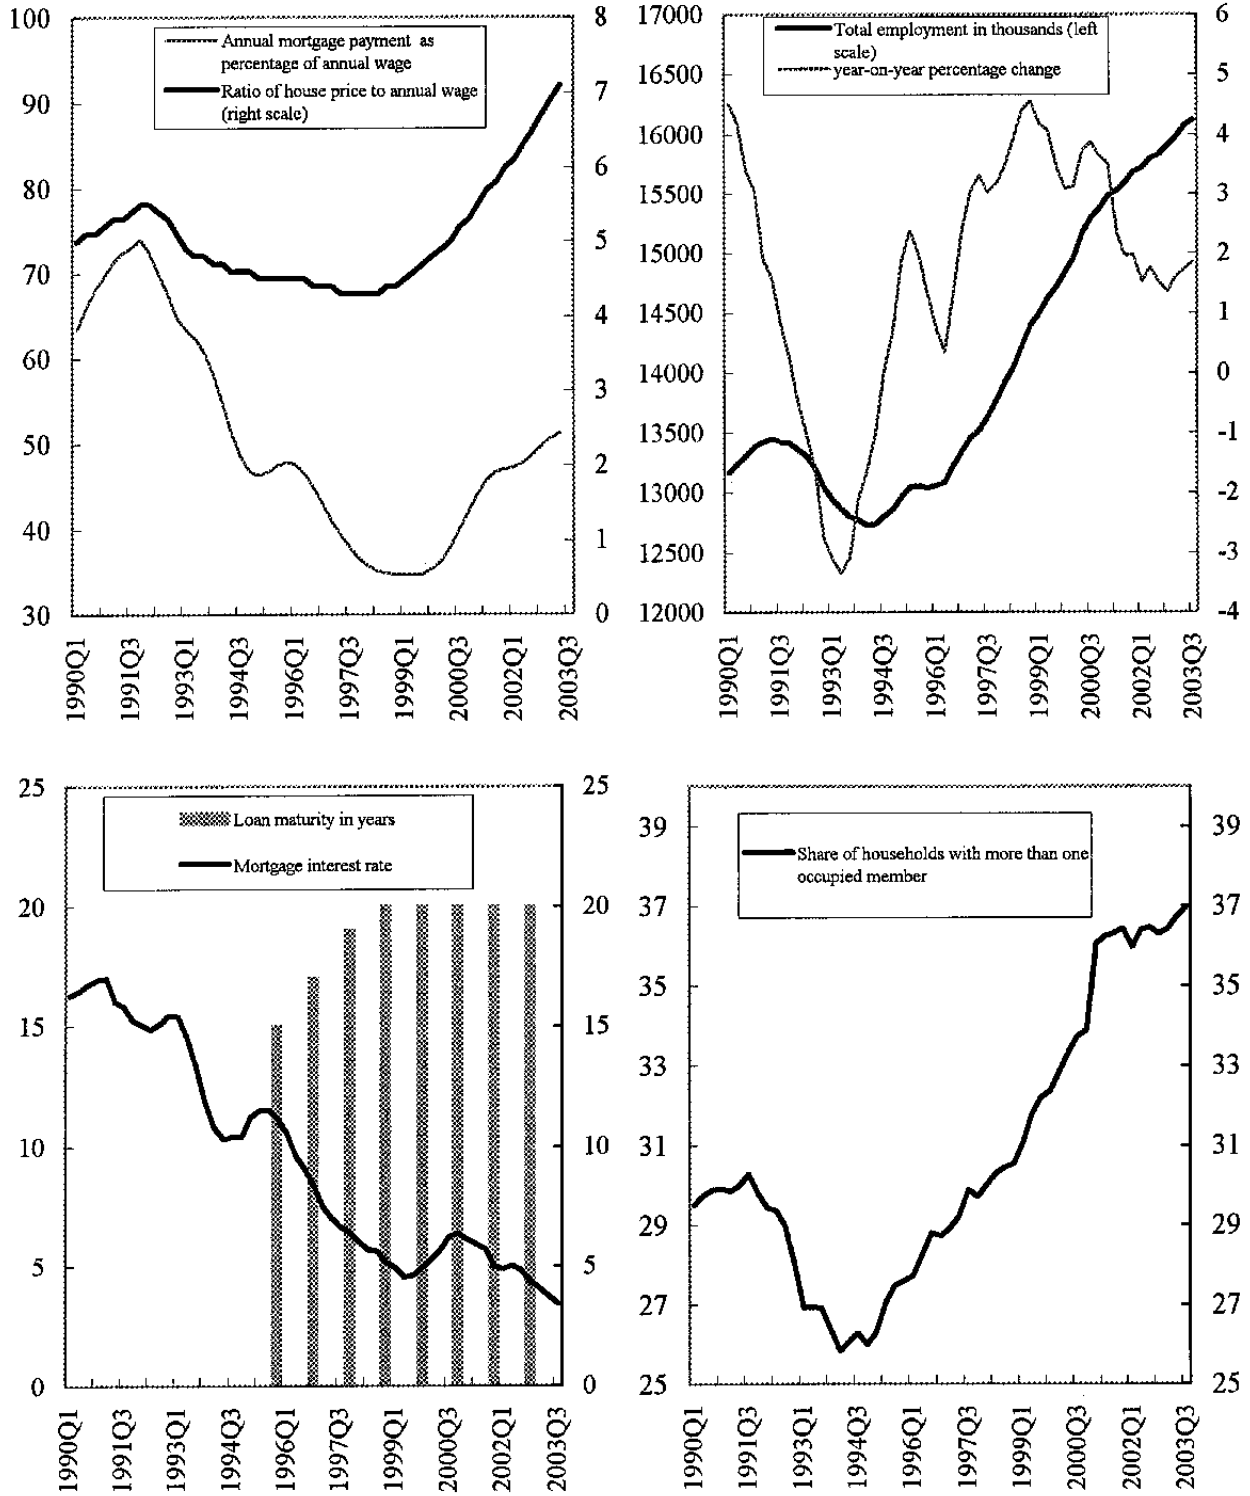 100
90
80
70
60
50
40
30
8
7
6
5
4
3
2
1
0
Annual mortgage payment as
percentage of annual wage
Ratio of house price to annual wage
(right scale)
1990Q1
1991Q3
1993Q1
1994Q3
1996Q1
1997Q3
1999Q1
2000Q3
2002Q1
2003Q3
17000
16500
16000
15500
15000
14500
14000
13500
13000
12500
12000
6
5
4
3
2
1
0
-1
-2
-3
-4
Total employment in thousands (left
scale)
year-on-year percentage change
1990Q1
1991Q3
1993Q1
1994Q3
1996Q1
1997Q3
1999Q1
2000Q3
2002Q1
2003Q3
25
20
15
10
5
0
25
20
15
10
5
0
Loan maturity in years
Mortgage interest rate
1990Q1
1991Q3
1993Q1
1994Q3
1996Q1
1997Q3
1999Q1
2000Q3
2002Q1
2003Q3
39
37
35
33
31
29
27
25
39
37
35
33
31
29
27
25
Share of households with more than one
occupied member
1990Q1
1991Q3
1993Q1
1994Q3
1996Q1
1997Q3
1999Q1
2000Q3
2002Q1
2003Q3